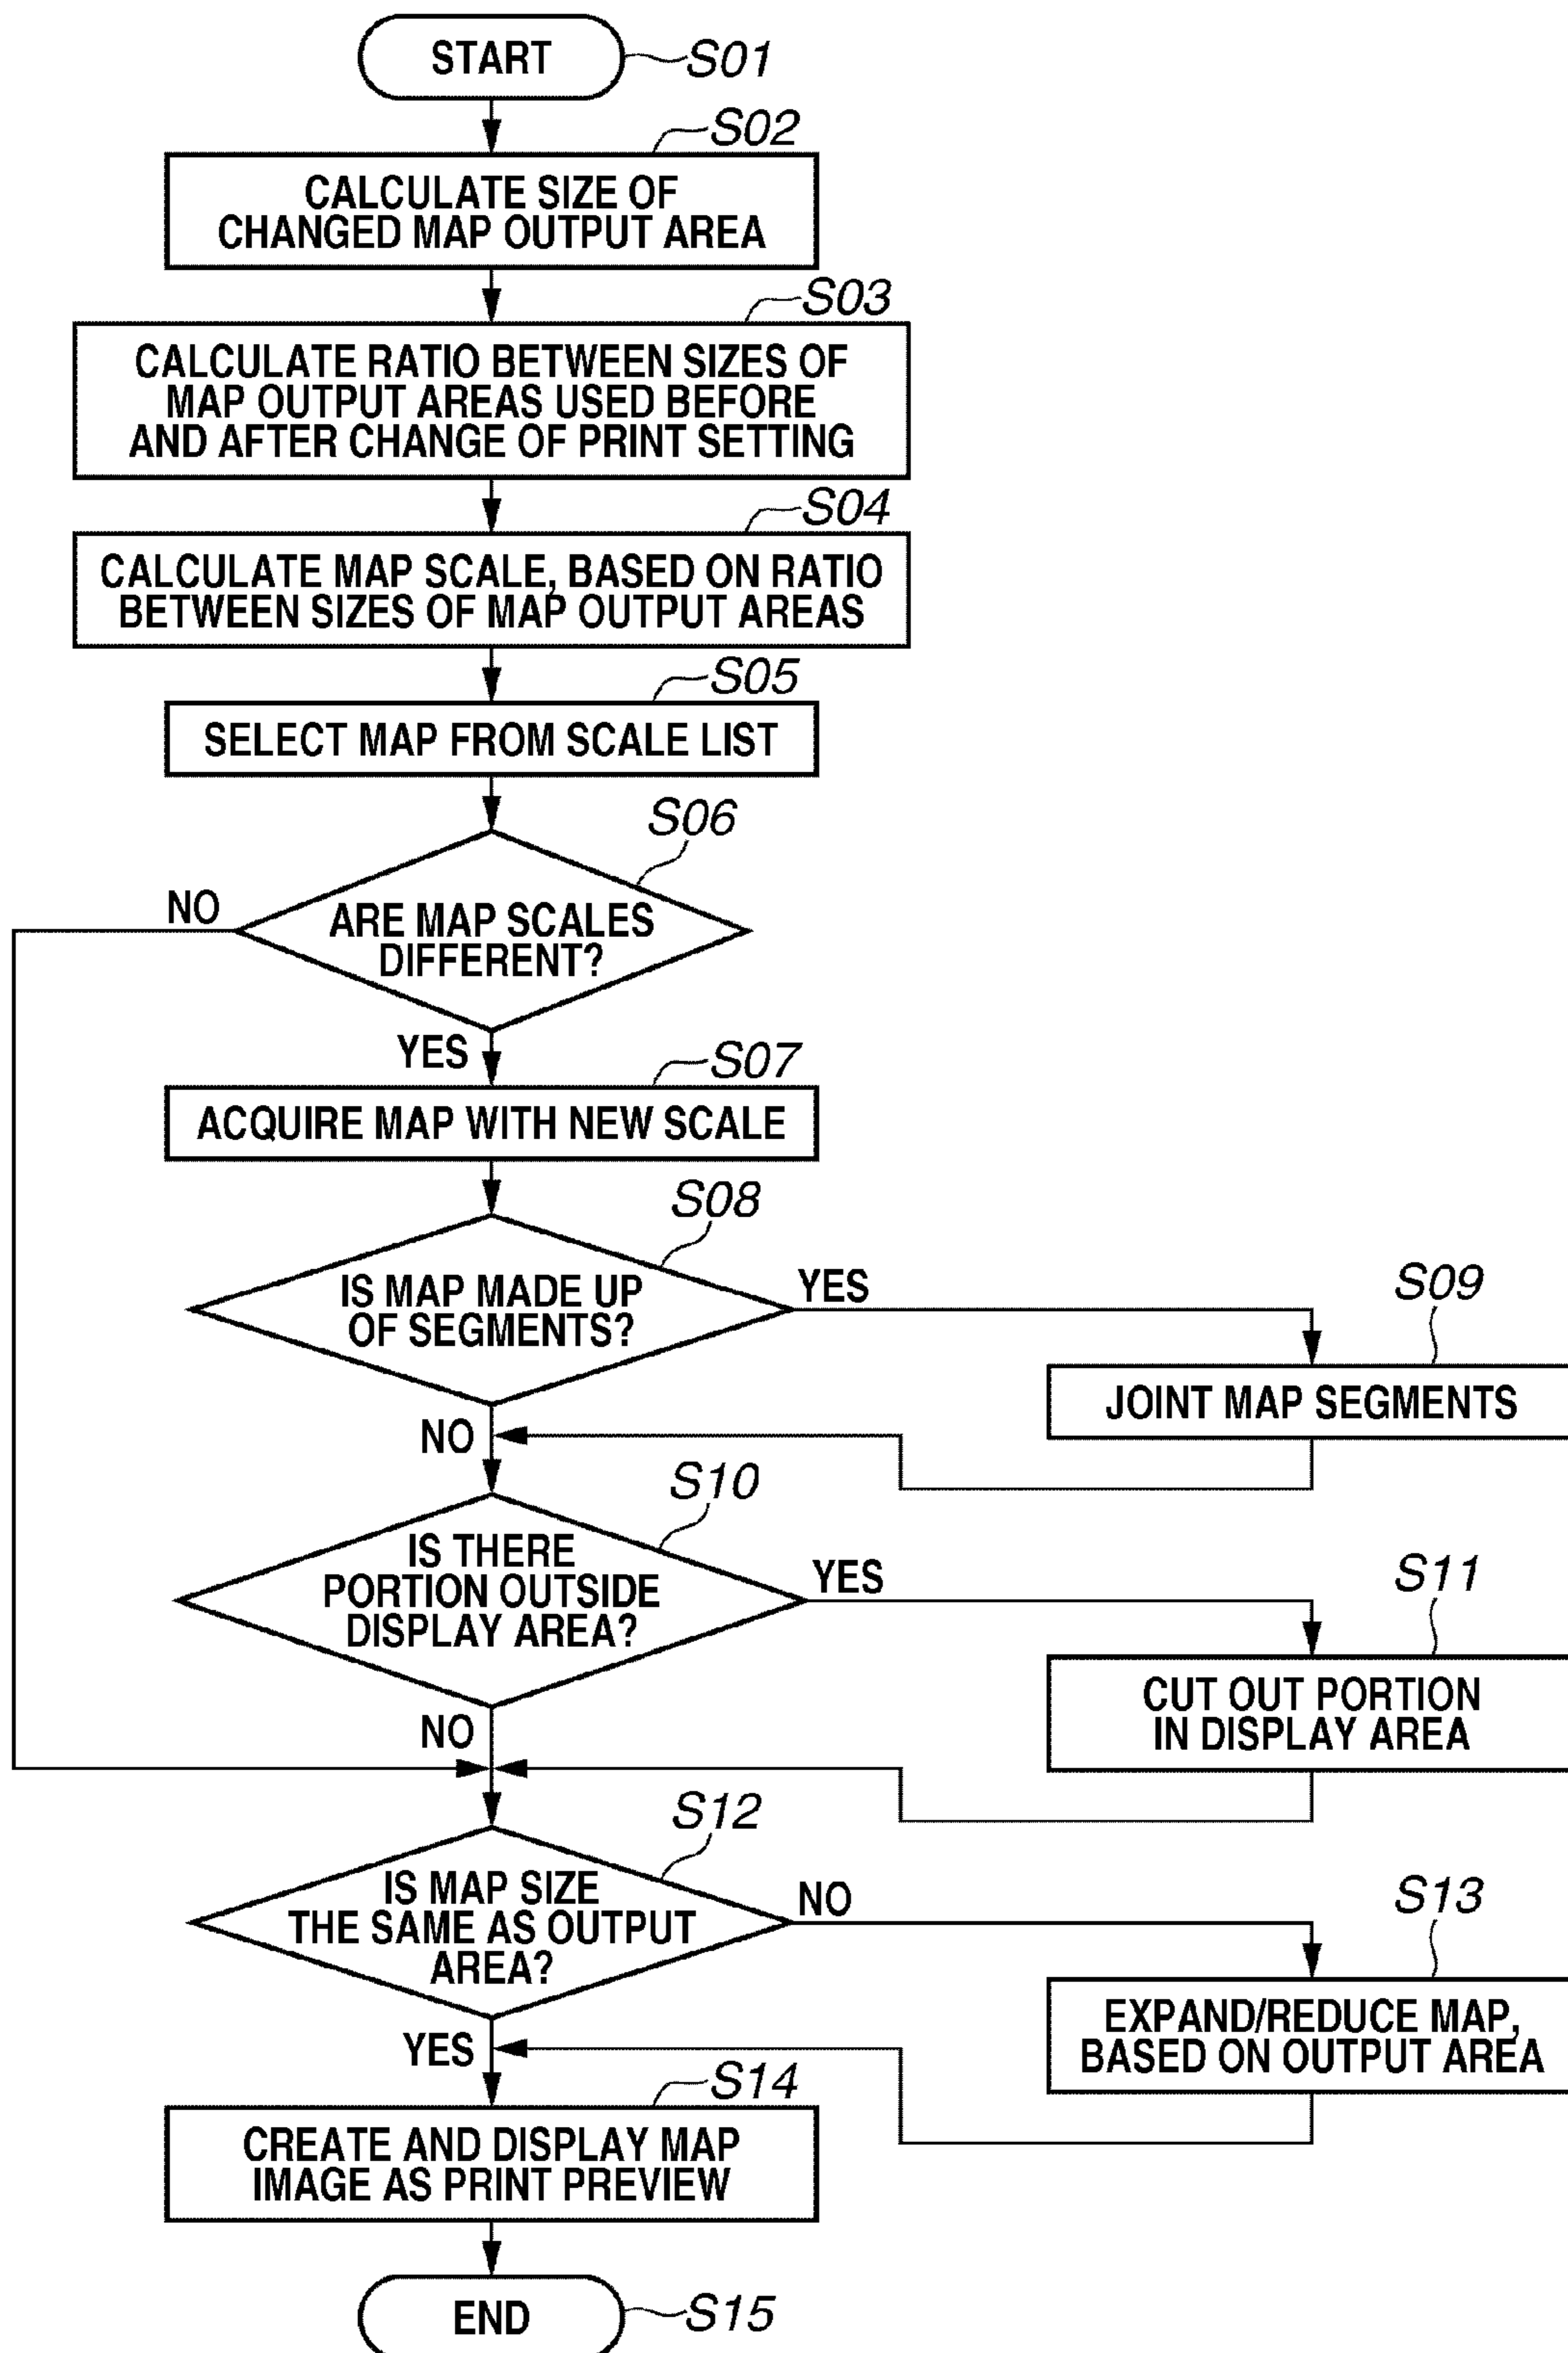 START
S01
S02
CALCULATE SIZE OF
CHANGED MAP OUTPUT AREA
S03
CALCULATE RATIO BETWEEN SIZES OF
MAP OUTPUT AREAS USED BEFORE
AND AFTER CHANGE OF PRINT SETTING
S04
CALCULATE MAP SCALE, BASED ON RATIO
BETWEEN SIZES OF MAP OUTPUT AREAS
S05
SELECT MAP FROM SCALE LIST
S06
NO
ARE MAP SCALES
DIFFERENT?
YES
S07
ACQUIRE MAP WITH NEW SCALE
S08
IS MAP MADE UP
OF SEGMENTS?
YES
S09
JOINT MAP SEGMENTS
NO
S10
IS THERE
PORTION OUTSIDE
DISPLAY AREA?
YES
S11
CUT OUT PORTION
IN DISPLAY AREA
NO
S12
IS MAP SIZE
THE SAME AS OUTPUT
AREA?
NO
S13
EXPAND/REDUCE MAP,
BASED ON OUTPUT AREA
YES
S14
CREATE AND DISPLAY MAP
IMAGE AS PRINT PREVIEW
END
S15